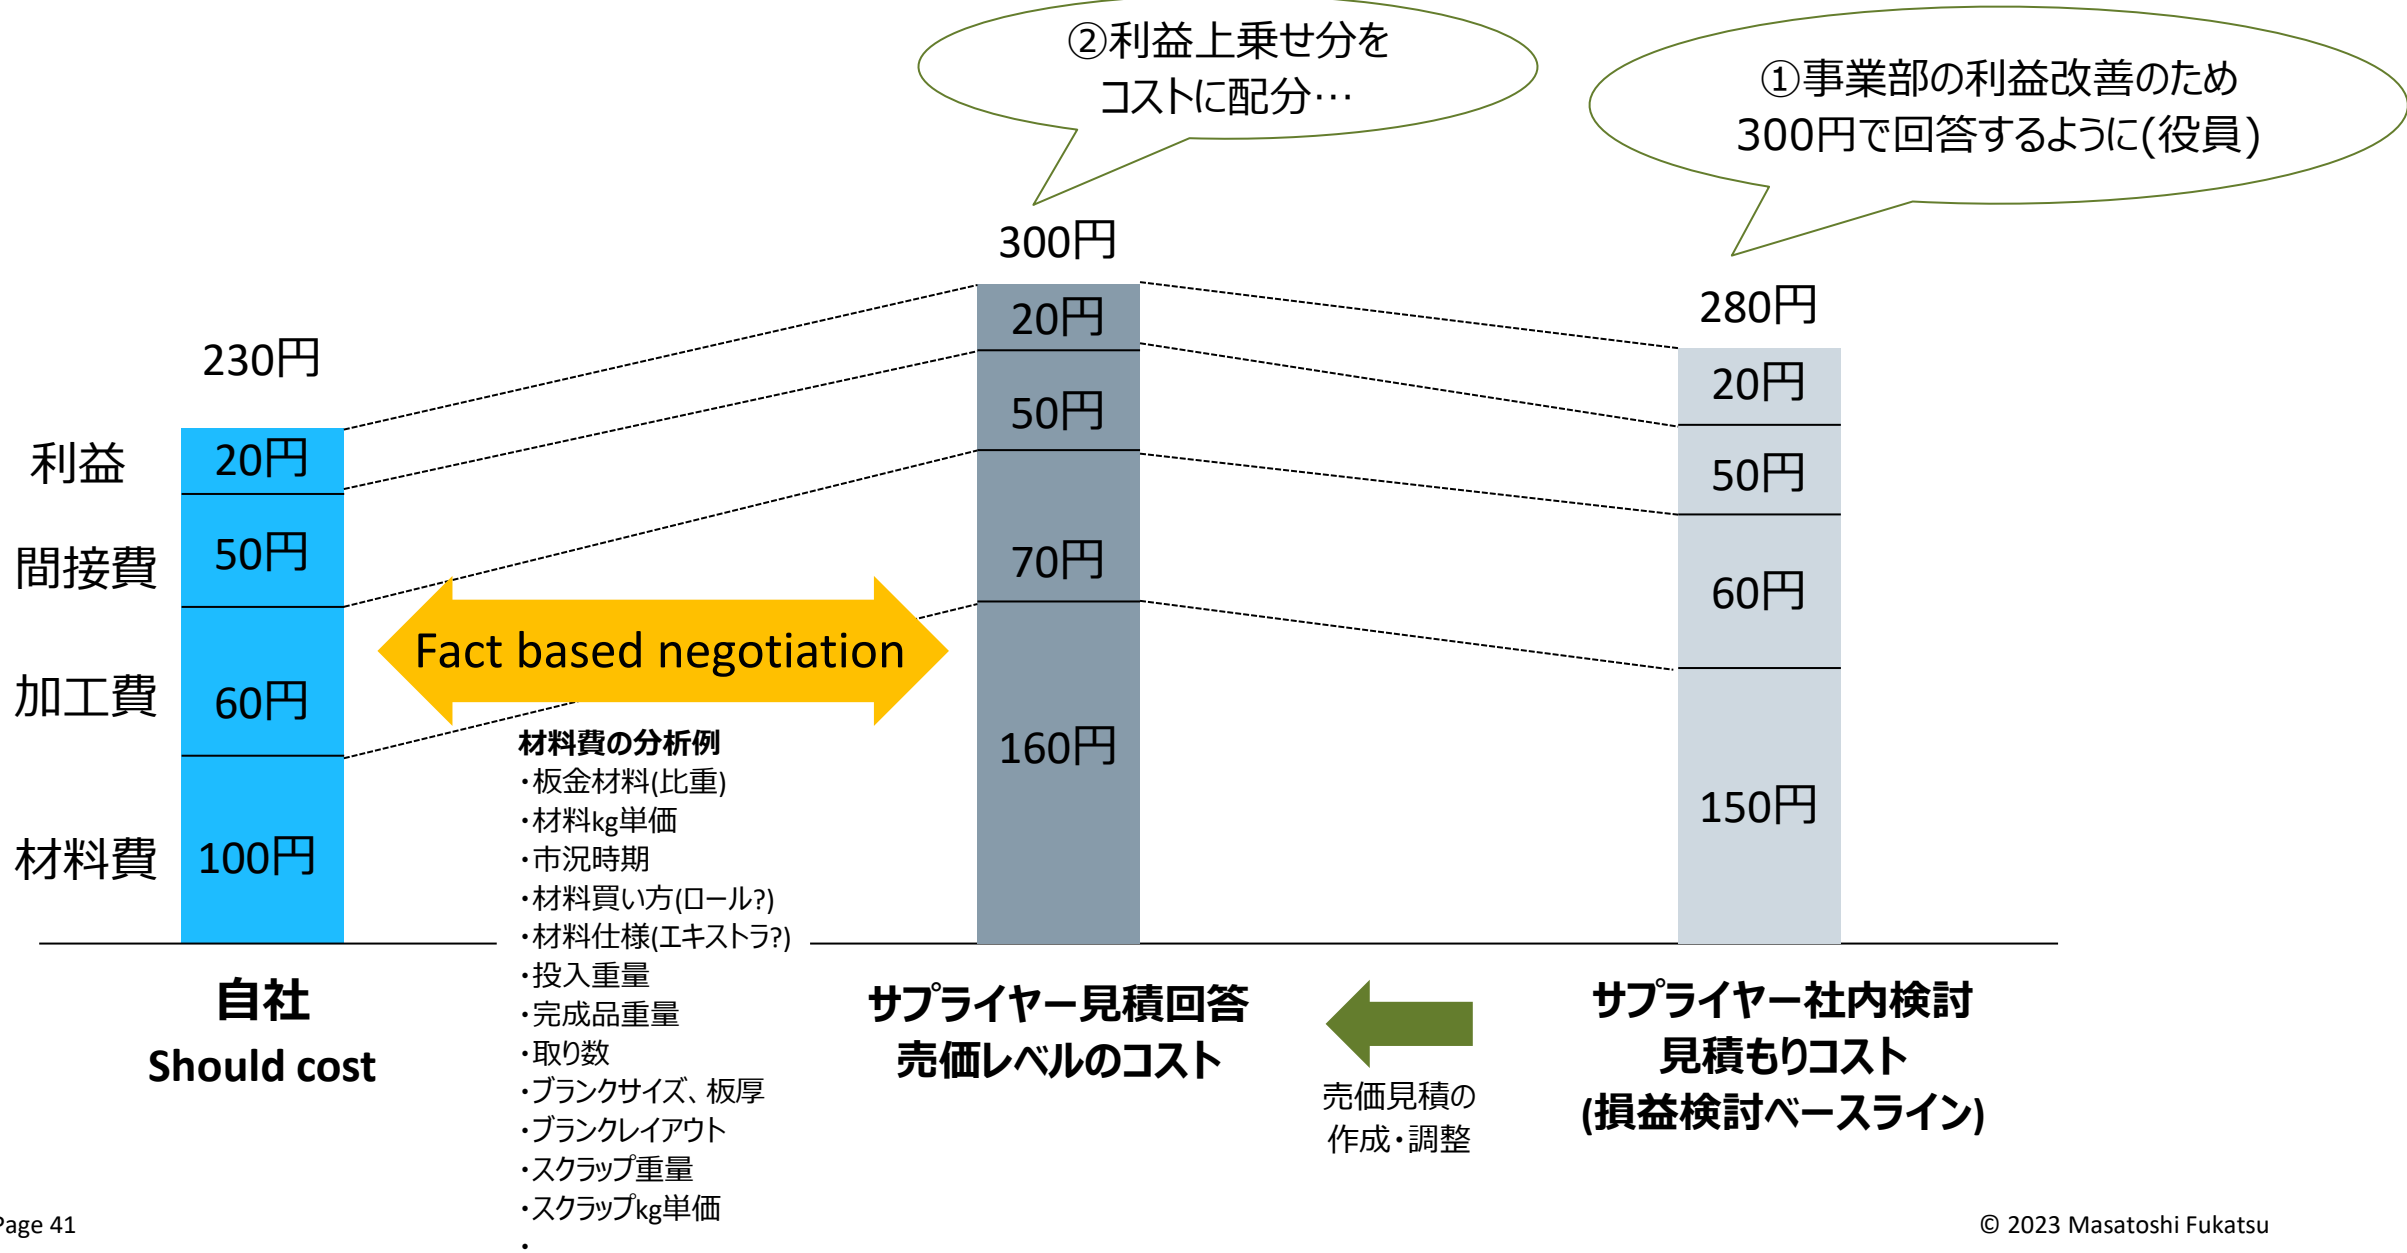 ②利益上乗せ分を
コストに配分…
①事業部の利益改善のため
300円で回答するように(役員)
300円
280円
230円
利益
間接費
加工費
材料費
20円
50円
60円
100円
20円
50円
70円
160円
20円
50円
60円
150円
Fact based negotiation
材料費の分析例
・板金材料(比重)
・材料kg単価
・市況時期
・材料買い方(ロール?)
・材料仕様(エキストラ?)
・投入重量
・完成品重量
・取り数
・ブランクサイズ、板厚
・ブランクレイアウト
・スクラップ重量
・スクラップkg単価
・
自社
Should cost
サプライヤー見積回答
売価レベルのコスト
売価見積の
作成・調整
サプライヤー社内検討
見積もりコスト
(損益検討ベースライン)
Page 41
© 2023 Masatoshi Fukatsu